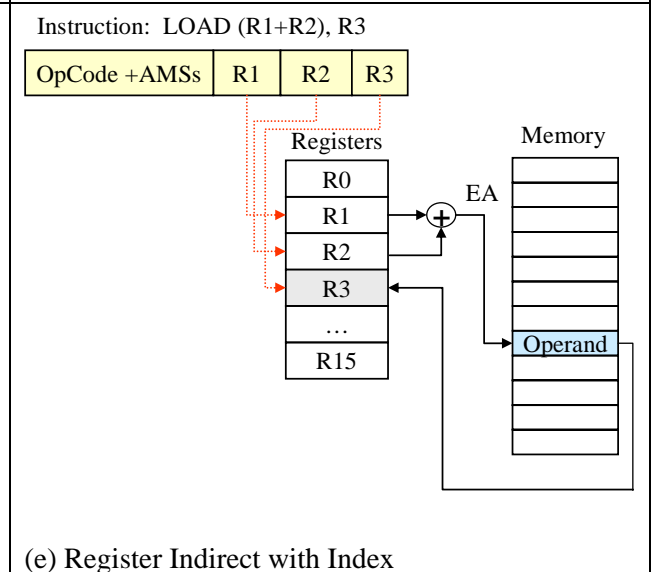 Instruction:  LOAD (R1+R2), R3
OpCode +AMSs R1 R2 R3
Registers
Memory
R0
EA
R1
+
R2
R3
…
Operand
R15
(e) Register Indirect with Index